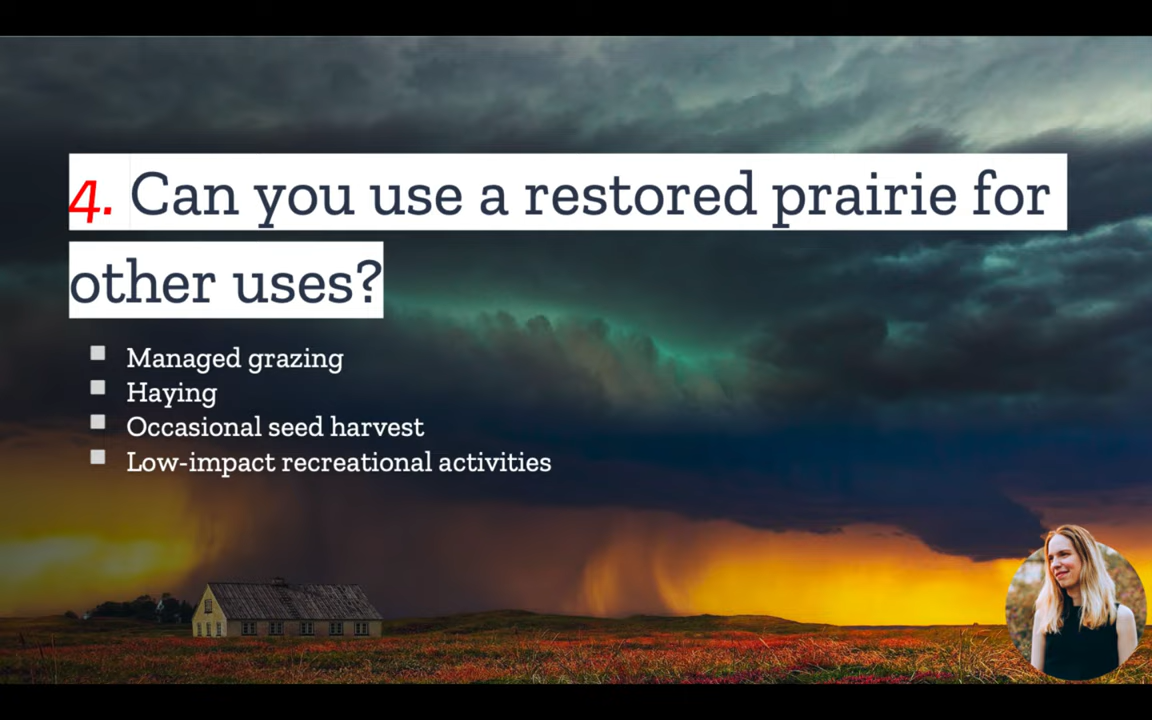 4. Can you use a restored prairie for
other uses?
Managed grazing
Haying
Occasional seed harvest
Low-impact recreational activities